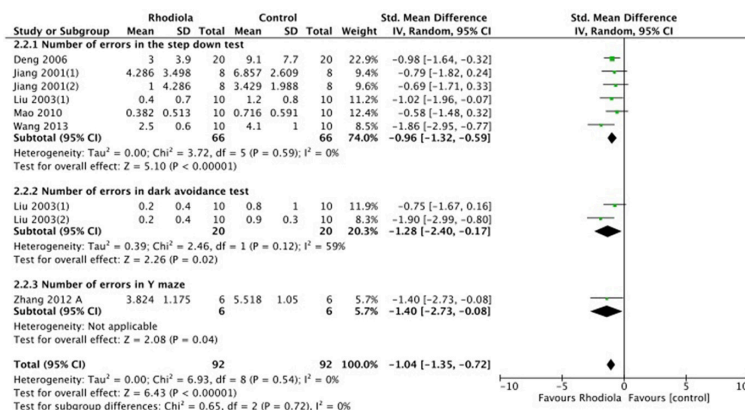 Rhodiola Control Std. Mean Difference Std. Mean Difference
Study or Subgroup Mean SD Total Mean SD Total Weight IV, Random, 95% CI IV, Random, 95% CI
2.2.1 Number of errors in the step down test
Deng 2006 3 3.9 20 9.1 7.7 20 22.9% -0.98 [-1.64, -0.32]
Jiang 2001(1) 4.286 3.498 8 6.857 2.609 8 9.4% -0.79 [-1.82, 0.24]
Jiang 2001(2) 1 4.286 8 3.429 1.988 8 9.6% -0.69 [-1.71, 0.33]
Liu 2003(1) 0.4 0.7 10 1.2 0.8 10 11.1% -1.02 [-1.96, -0.07]
Mao 2010 0.382 0.513 10 0.716 0.591 10 12.4% -0.58 [-1.48, 0.32]
Wang 2013 2.5 0.6 10 4.1 1 10 8.5% -1.86 [-2.95, -0.77]
Subtotal (95% CI) 66 66 74.0% -0.96 [-1.32, -0.59]
Heterogeneity: Tau² = 0.00; Chi² = 3.72, df = 5 (P = 0.59); I² = 0%
Test for overall effect: Z = 5.10 (P < 0.00001)
2.2.2 Number of errors in dark avoidance test
Liu 2003(1) 0.2 0.4 10 0.8 1 10 11.9% -0.75 [-1.67, 0.16]
Liu 2003(2) 0.2 0.4 10 0.9 0.3 10 8.3% -1.90 [-2.99, -0.80]
Subtotal (95% CI) 20 20 20.3% -1.28 [-2.40, -0.17]
Heterogeneity: Tau² = 0.39; Chi² = 2.46, df = 1 (P = 0.12); I² = 59%
Test for overall effect: Z = 2.26 (P = 0.02)
2.2.3 Number of errors in Y maze
Zhang 2012 A 3.824 1.175 6 5.518 1.05 6 5.7% -1.40 [-2.73, -0.08]
Subtotal (95% CI) 6 6 5.7% -1.40 [-2.73, -0.08]
Heterogeneity: Not applicable
Test for overall effect: Z = 2.08 (P = 0.04)
Total (95% CI) 92 92 100.0% -1.04 [-1.35, -0.72]
Heterogeneity: Tau² = 0.00; Chi² = 6.93, df = 8 (P = 0.54); I² = 0%
Test for overall effect: Z = 6.43 (P < 0.00001)
Test for subgroup differences: Chi² = 0.65, df = 2 (P = 0.72), I² = 0%
-10 -5 0 5 10
Favours Rhodiola Favours [control]